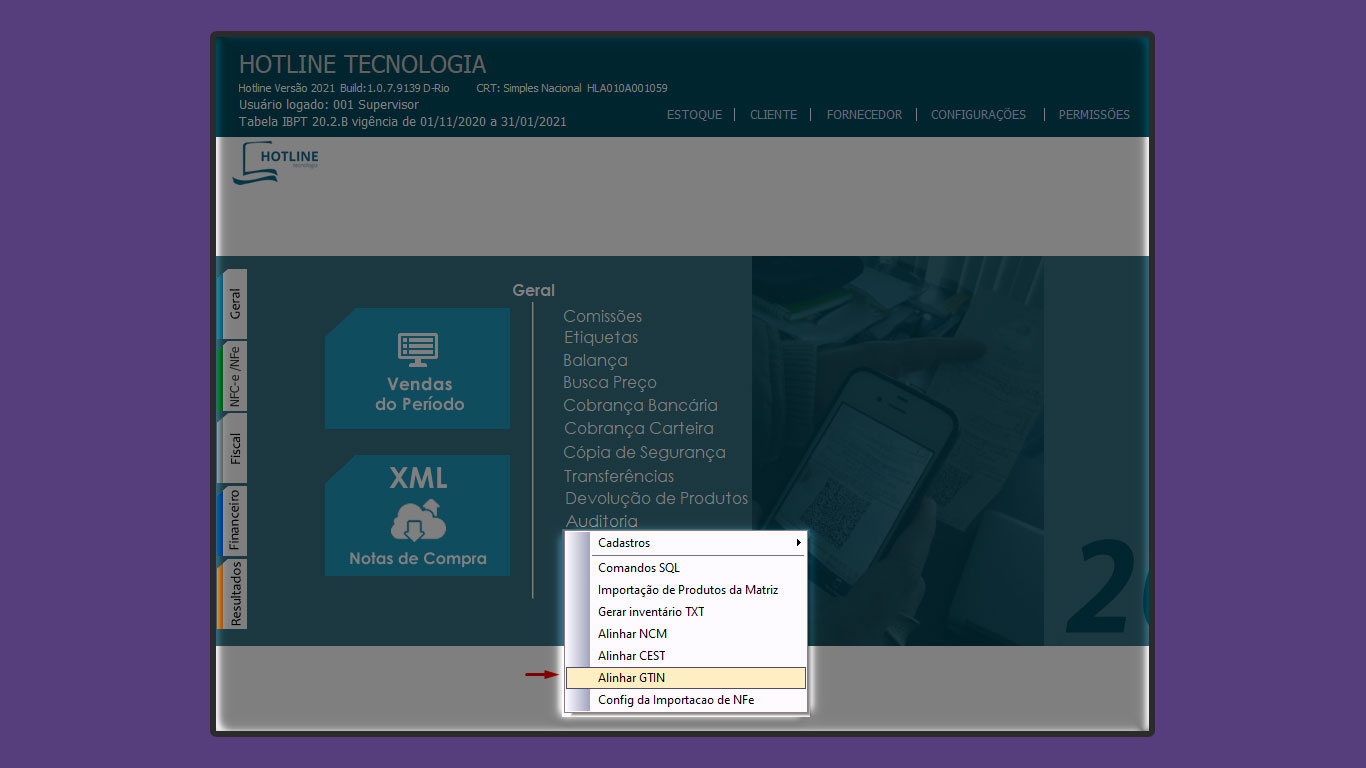 HOTLINE TECNOLOGIA
Hotline Versão 2021 Build:1.0.7.9139 D-Rio CRT: Simples Nacional HLA010A001059
Usuário logado: 001 Supervisor
Tabela IBPT 20.2.B vigência de 01/11/2020 a 31/01/2021
ESTOQUE | CLIENTE | FORNECEDOR | CONFIGURAÇÕES | PERMISSÕES
HOTLINE
tecnologia
Geral
NFC-e /NFe
Fiscal
Financeiro
Resultados
Vendas
do Período
XML
Notas de Compra
Geral
Comissões
Etiquetas
Balança
Busca Preço
Cobrança Bancária
Cobrança Carteira
Cópia de Segurança
Transferências
Devolução de Produtos
Auditoria
Cadastros
Comandos SQL
Importação de Produtos da Matriz
Gerar inventário TXT
Alinhar NCM
Alinhar CEST
Alinhar GTIN
Config da Importacao de NFe